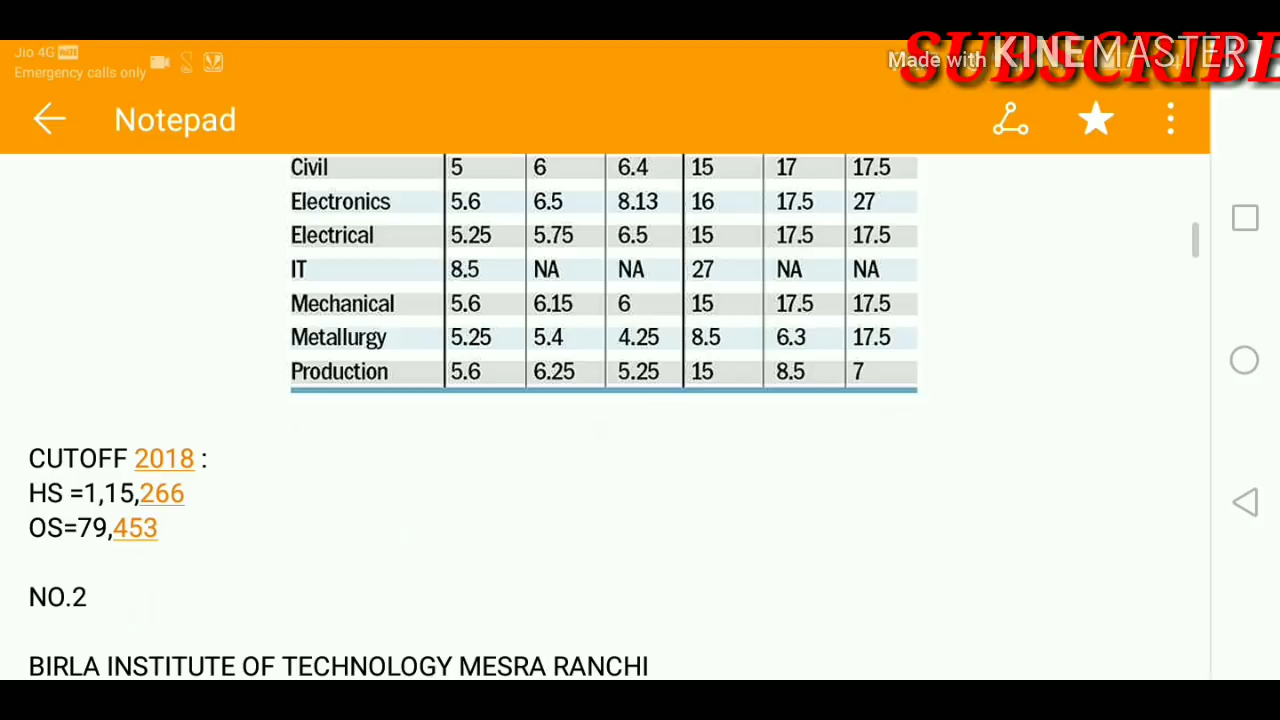 Jio 4G VoLTE
Emergency calls only
SUBSCRIBE
Made with KINEMASTER
Notepad
Civil 5 6 6.4 15 17 17.5
Electronics 5.6 6.5 8.13 16 17.5 27
Electrical 5.25 5.75 6.5 15 17.5 17.5
IT 8.5 NA NA 27 NA NA
Mechanical 5.6 6.15 6 15 17.5 17.5
Metallurgy 5.25 5.4 4.25 8.5 6.3 17.5
Production 5.6 6.25 5.25 15 8.5 7
CUTOFF 2018 :
HS =1,15,266
OS=79,453
NO.2
BIRLA INSTITUTE OF TECHNOLOGY MESRA RANCHI